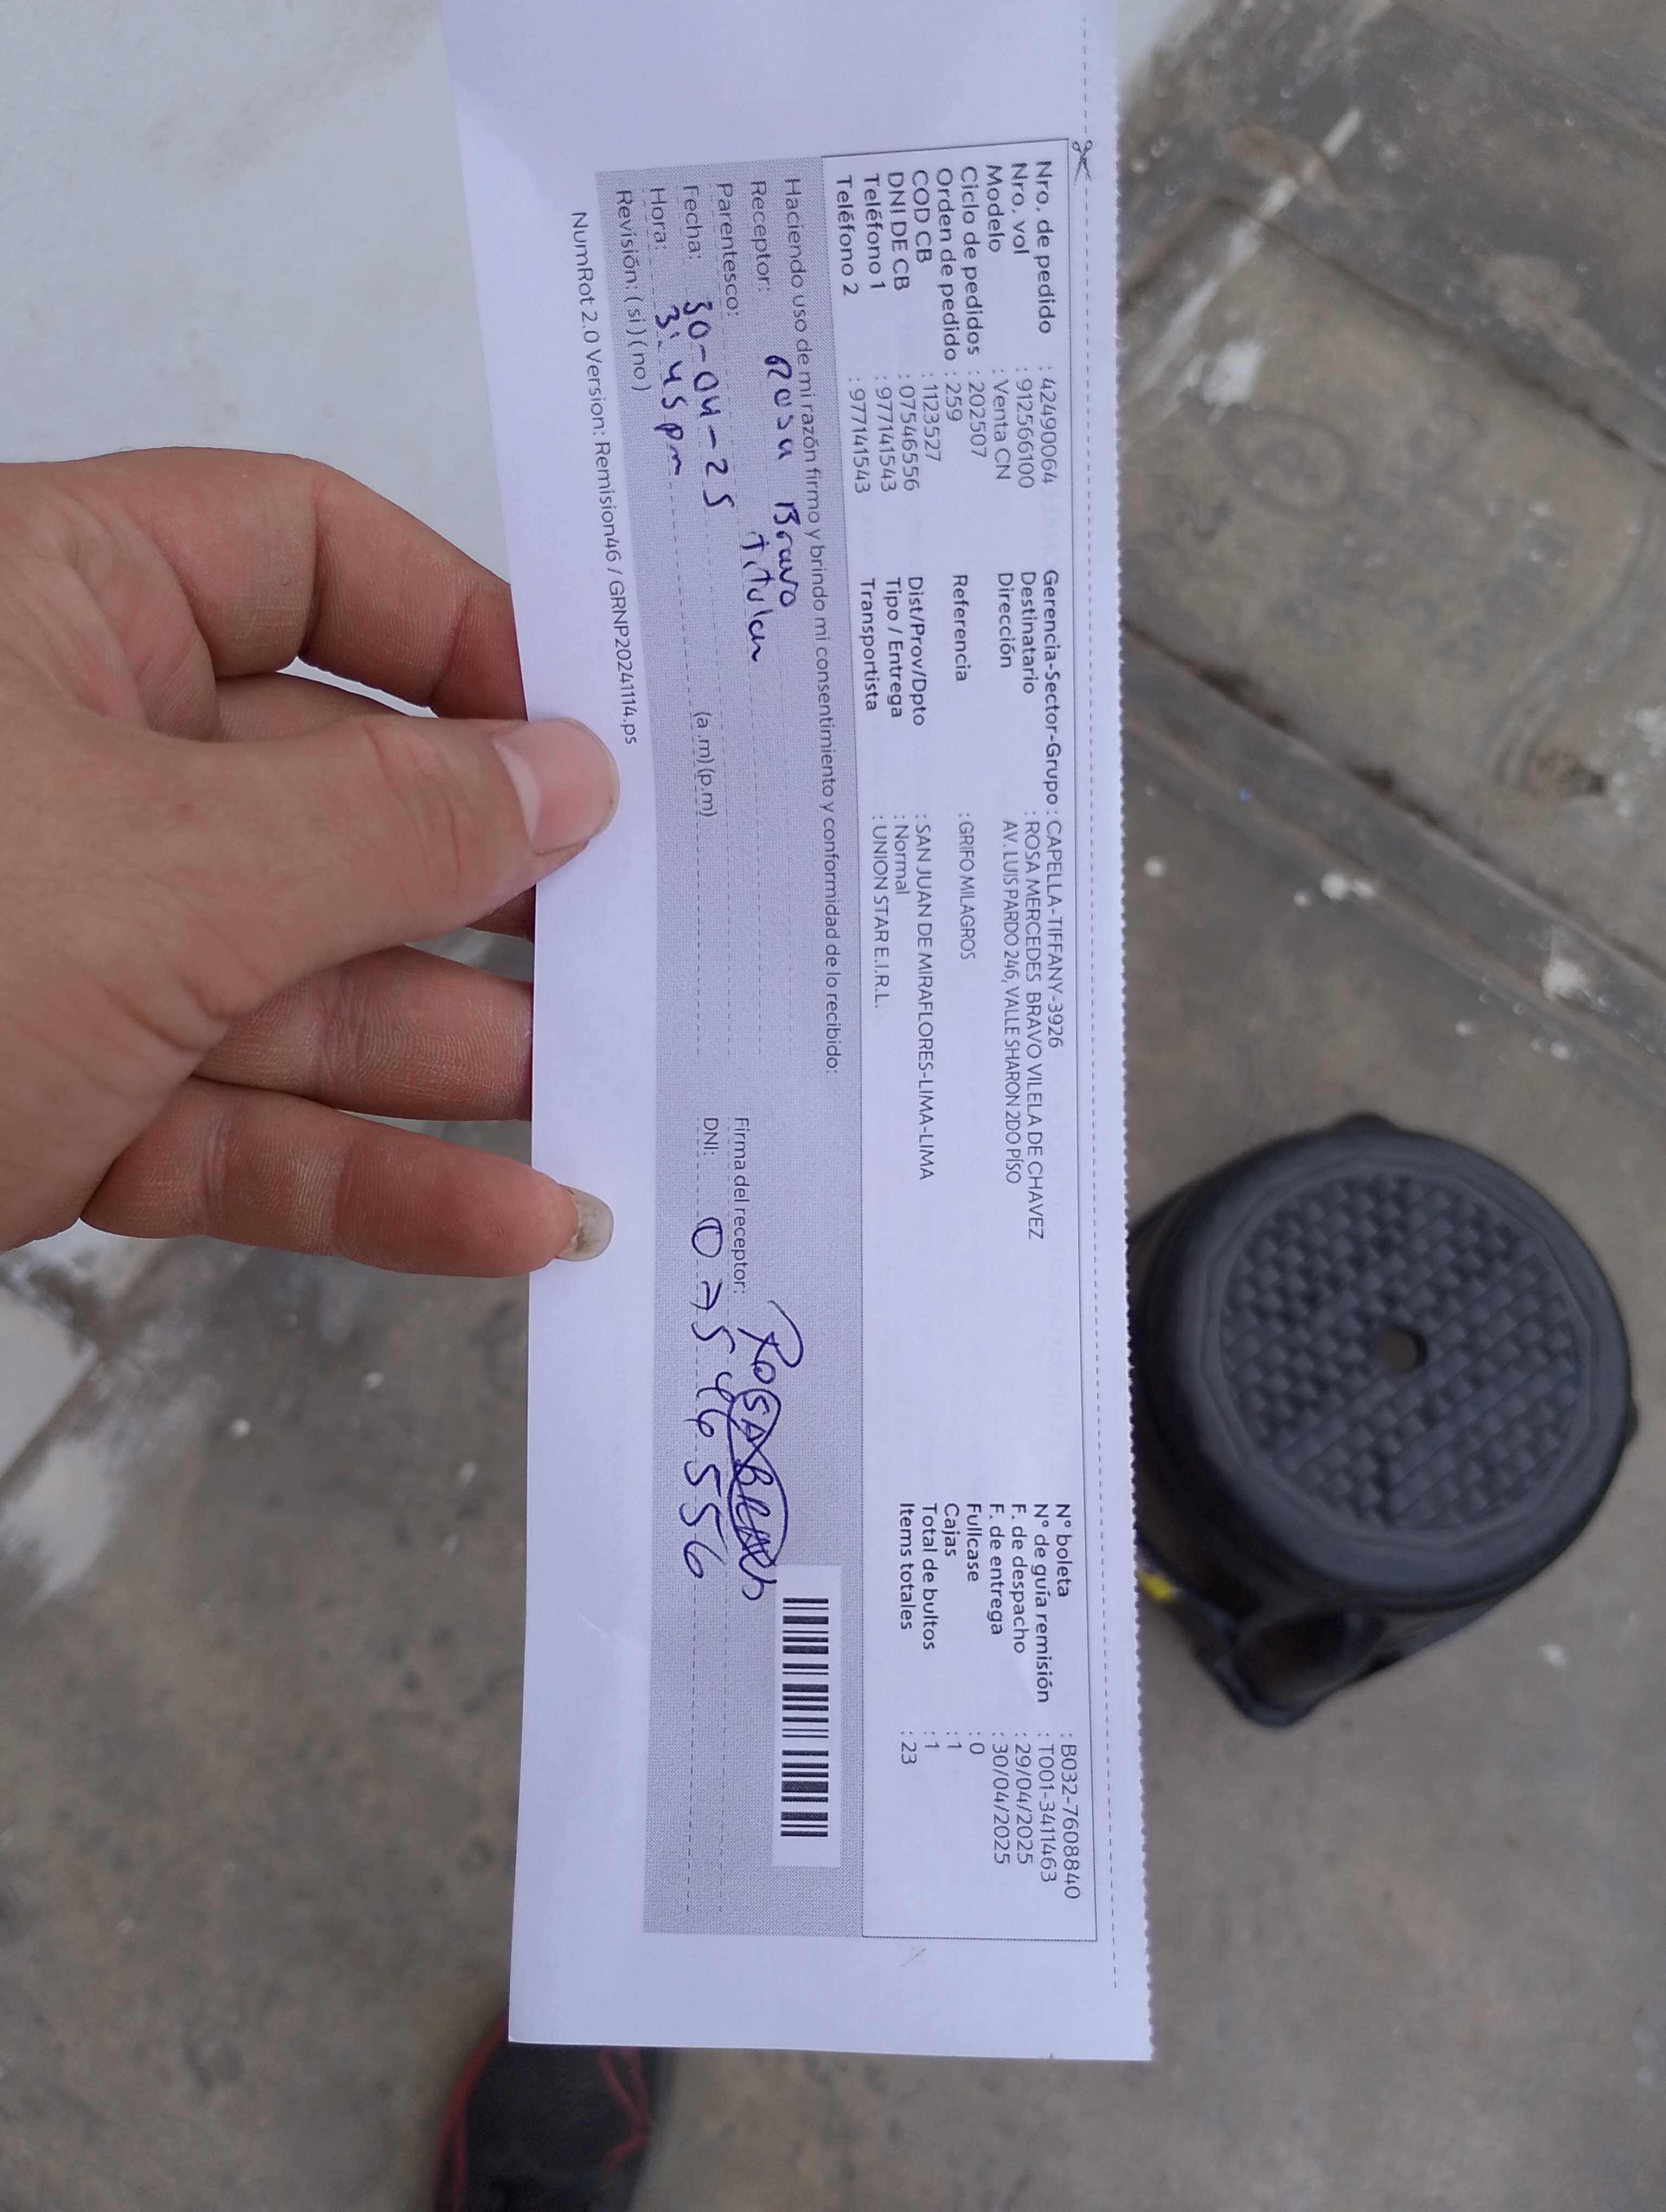 Nro. de pedido : 42490064
Nro. vol : 912566100
Modelo : Venta CN
Ciclo de pedidos : 202507
Orden de pedido : 259
COD CB : 1123527
DNI DE CB : 07546556
Teléfono 1 : 977141543
Teléfono 2 : 977141543
Gerencia-Sector-Grupo : CAPELLA-TIFFANY-3926
Destinatario : ROSA MERCEDES BRAVO VILELA DE CHAVEZ
Dirección AV. LUIS PARDO 246, VALLE SHARON 2DO PÍSO
Referencia : GRIFO MILAGROS
Dist/Prov/Dpto : SAN JUAN DE MIRAFLORES-LIMA-LIMA
Tipo / Entrega : Normal
Transportista : UNION STAR E.I.R.L.
N° boleta : B032-7608840
N° de guía remisión : T001-3411463
F. de despacho : 29/04/2025
F. de entrega : 30/04/2025
Fullcase : 0
Cajas : 1
Total de bultos : 1
Items totales : 23
Haciendo uso de mi razón firmo y brindo mi consentimiento y conformidad de lo recibido:
Receptor: Rosa Bravo
Parentesco: Titular
Fecha: 30-04-25
Hora: 3:45 pm (a.m) (p.m)
Revisión: (si) (no)
Firma del receptor: Rosa Bravo
DNI: 07546556
NumRot 2.0 Version: Remision46 / GRNP20241114.ps